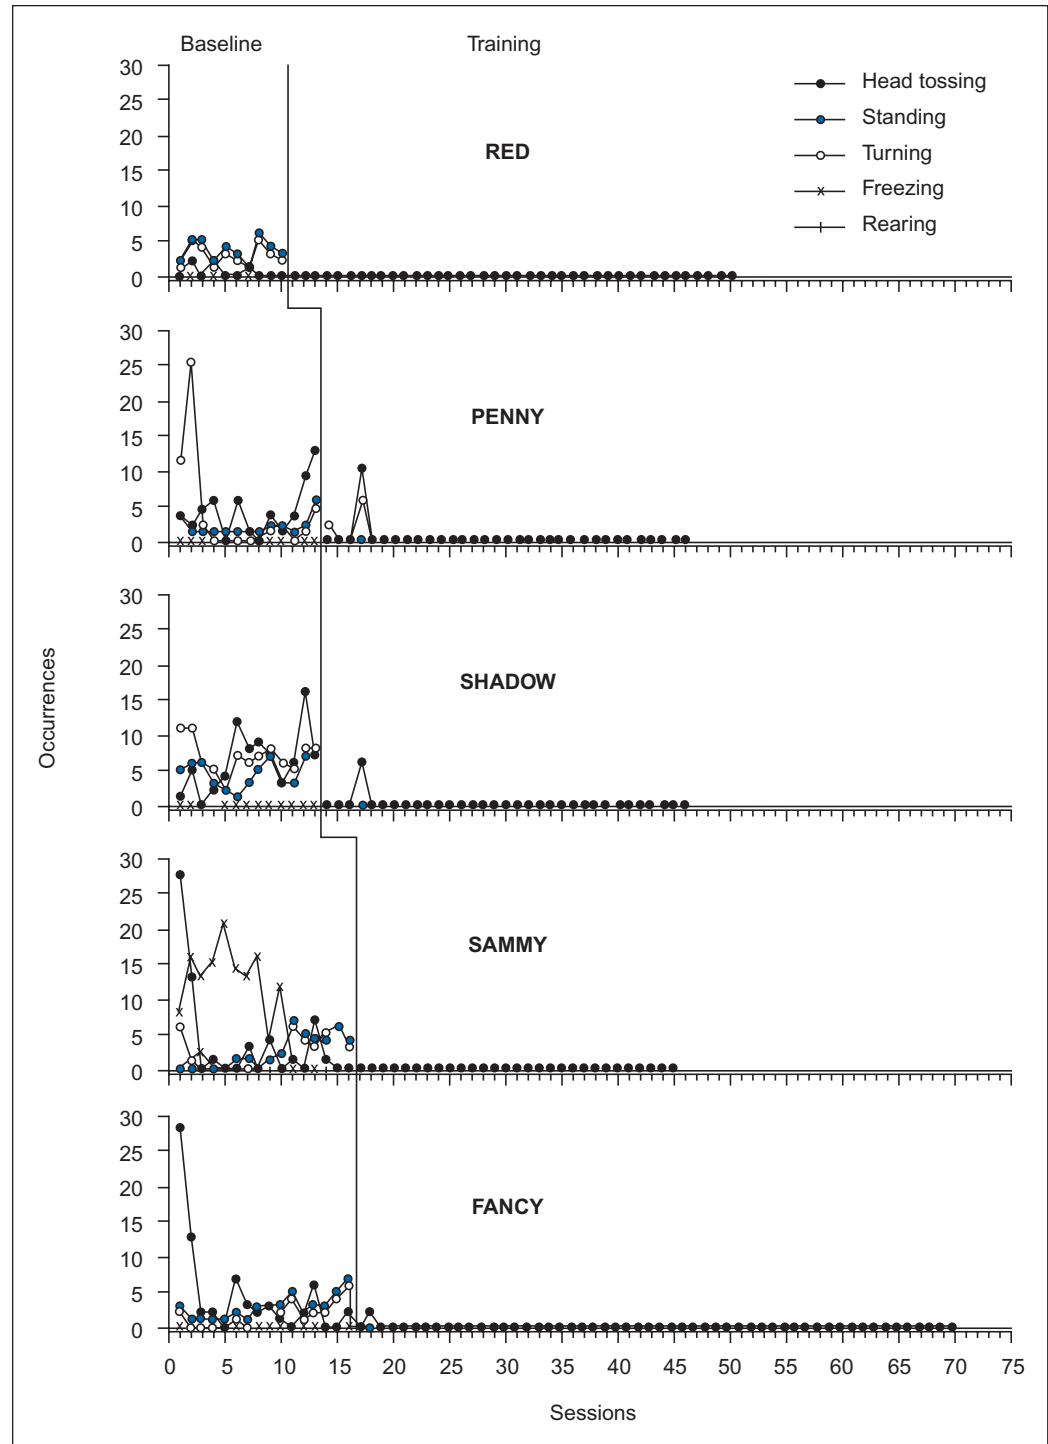 Baseline Training
30
25
20
15
10
5
0
RED
Head tossing
Standing
Turning
Freezing
Rearing
30
25
20
15
10
5
0
PENNY
30
25
20
15
10
5
0
SHADOW
Occurrences
30
25
20
15
10
5
0
SAMMY
30
25
20
15
10
5
0
FANCY
0 5 10 15 20 25 30 35 40 45 50 55 60 65 70 75
Sessions